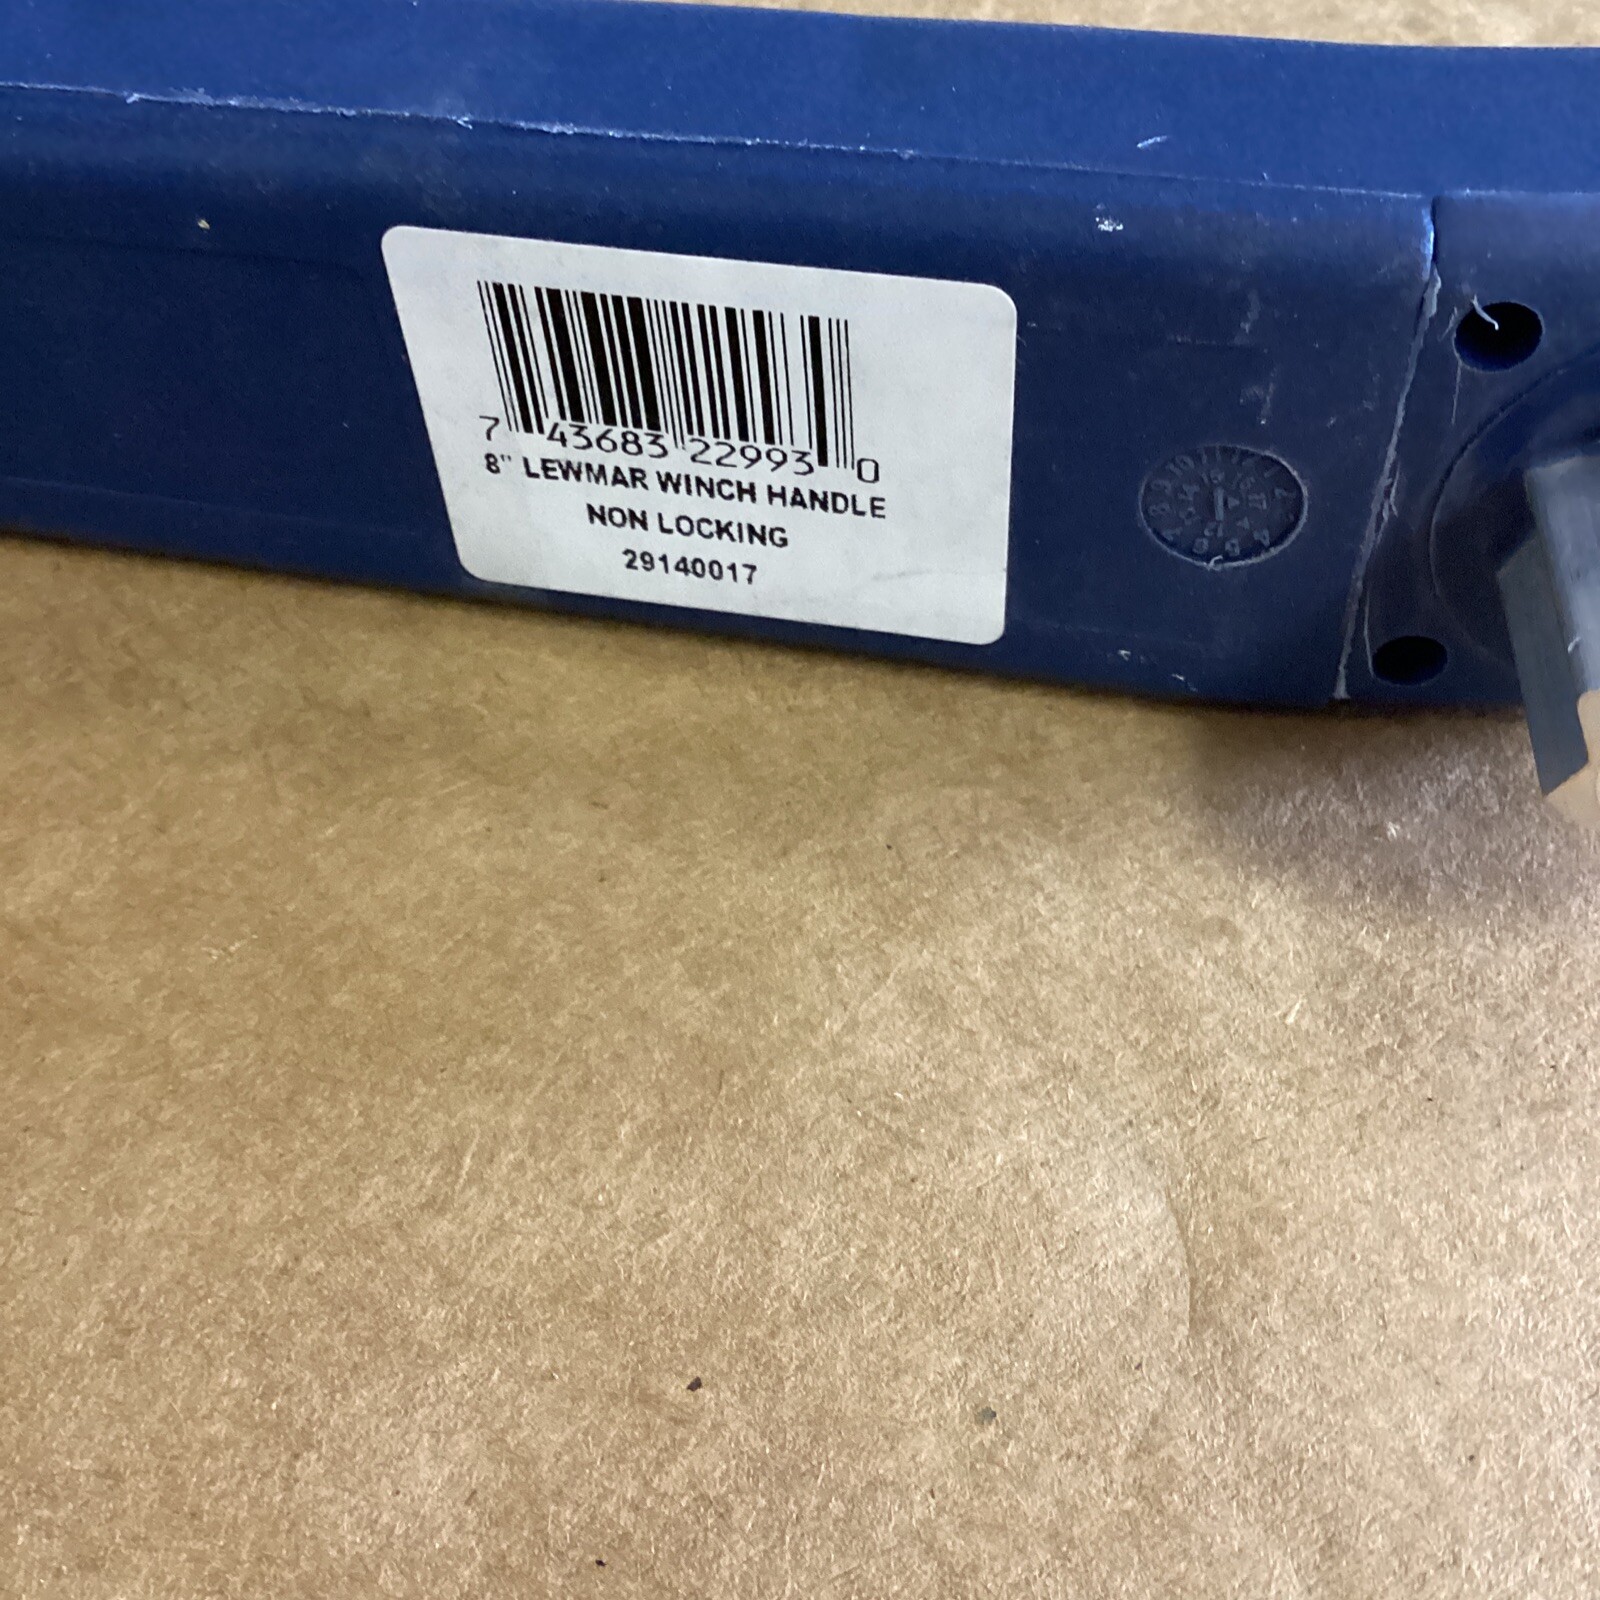 7 43683 22993 0
8" LEWMAR WINCH HANDLE
NON LOCKING
29140017